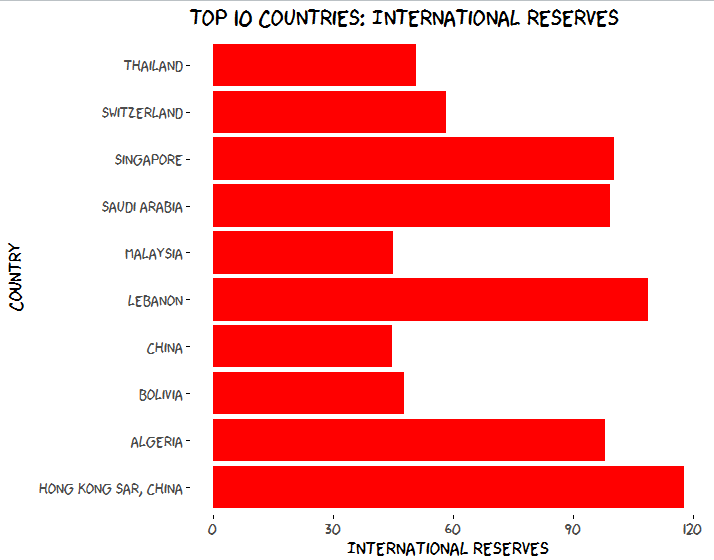 TOP 10 COUNTRIES: INTERNATIONAL RESERVES
COUNTRY
THAILAND
SWITZERLAND
SINGAPORE
SAUDI ARABIA
MALAYSIA
LEBANON
CHINA
BOLIVIA
ALGERIA
HONG KONG SAR, CHINA
0 30 60 90 120
INTERNATIONAL RESERVES